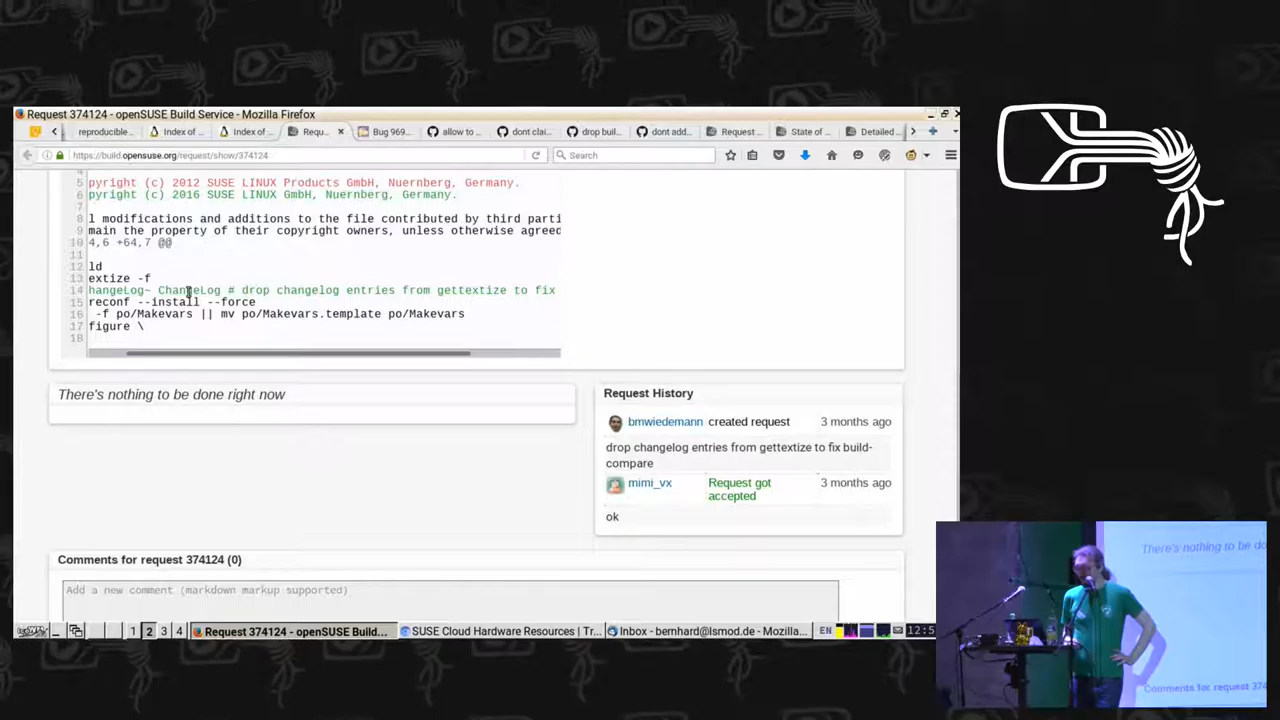 Request 374124 - openSUSE Build Service - Mozilla Firefox
reproducible
Index of ...
Index of ...
Requ...
Bug 969...
allow to ...
dont clai...
drop buil...
dont add...
Request ...
State of ...
Detailed ...
https://build.opensuse.org/request/show/374124
Search
4
5 pyright (c) 2012 SUSE LINUX Products GmbH, Nuernberg, Germany.
6 pyright (c) 2016 SUSE LINUX GmbH, Nuernberg, Germany.
7
8 l modifications and additions to the file contributed by third parti
9 main the property of their copyright owners, unless otherwise agreed
10 4,6 +64,7 @@
11
12 ld
13 extize -f
14 hangeLog~ ChangeLog # drop changelog entries from gettextize to fix
15 reconf --install --force
16 -f po/Makevars || mv po/Makevars.template po/Makevars
17 figure \
18
There's nothing to be done right now
Request History
bmwiedemann created request 3 months ago
drop changelog entries from gettextize to fix build-
compare
mimi_vx Request got 3 months ago
accepted
ok
Comments for request 374124 (0)
Add a new comment (markdown markup supported)
1 2 3 4 Request 374124 - openSUSE Build... SUSE Cloud Hardware Resources | Tr... Inbox - bernhard@lsmod.de - Mozilla... EN 12:5
There's nothing to be do
Comments for request 374